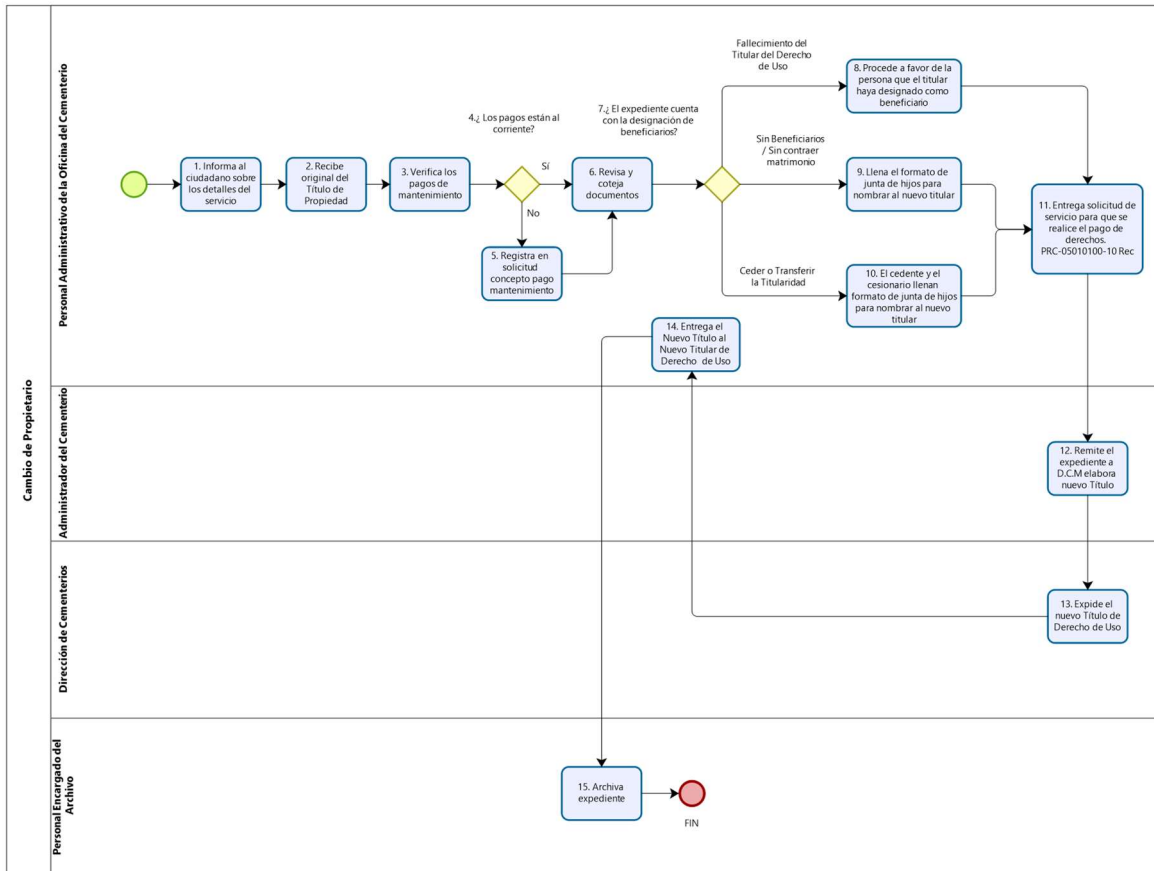 Cambio de Propietario
Personal Administrativo de la Oficina del Cementerio
Fallecimiento del
Titular del Derecho
de Uso
8. Procede a favor de la
persona que el titular
haya designado como
beneficiario
4.¿ Los pagos están al
corriente?
7.¿ El expediente cuenta
con la designación de
beneficiarios?
1. Informa al
ciudadano sobre
los detalles del
servicio
2. Recibe
original del
Título de
Propiedad
3. Verifica los
pagos de
mantenimiento
Sí
No
6. Revisa y
coteja
documentos
Sin Beneficiarios
/ Sin contraer
matrimonio
9. Llena el formato de
junta de hijos para
nombrar al nuevo titular
11. Entrega solicitud de
servicio para que se
realice el pago de
derechos.
PRC-05010100-10 Rec
5. Registra en
solicitud
concepto pago
mantenimiento
Ceder o Transferir
la Titularidad
10. El cedente y el
cesionario llenan
formato de junta de hijos
para nombrar al nuevo
titular
14. Entrega el
Nuevo Título al
Nuevo Titular de
Derecho de Uso
Administrador del Cementerio
12. Remite el
expediente a
D.C.M elabora
nuevo Título
Dirección de Cementerios
13. Expide el
nuevo Título de
Derecho de Uso
Personal Encargado del
Archivo
15. Archiva
expediente
FIN